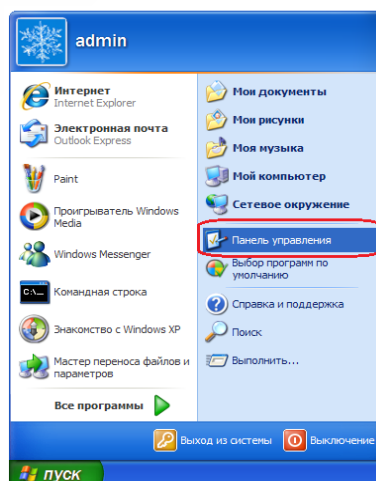 admin
Интернет
Internet Explorer
Электронная почта
Outlook Express
Paint
Проигрыватель Windows
Media
Windows Messenger
C:\_
Командная строка
Знакомство с Windows XP
Мастер переноса файлов и
параметров
Все программы
Мои документы
Мои рисунки
Моя музыка
Мой компьютер
Сетевое окружение
Панель управления
Выбор программ по
умолчанию
Справка и поддержка
Поиск
Выполнить...
Выход из системы
Выключение
пуск